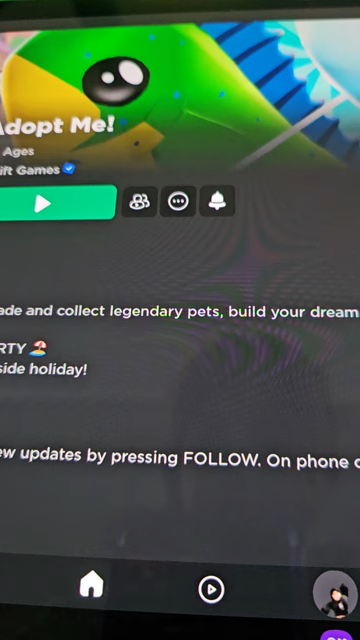 Adopt Me!
Ages
ift Games
ade and collect legendary pets, build your dream
RTY 🏖️
side holiday!
ew updates by pressing FOLLOW. On phone o